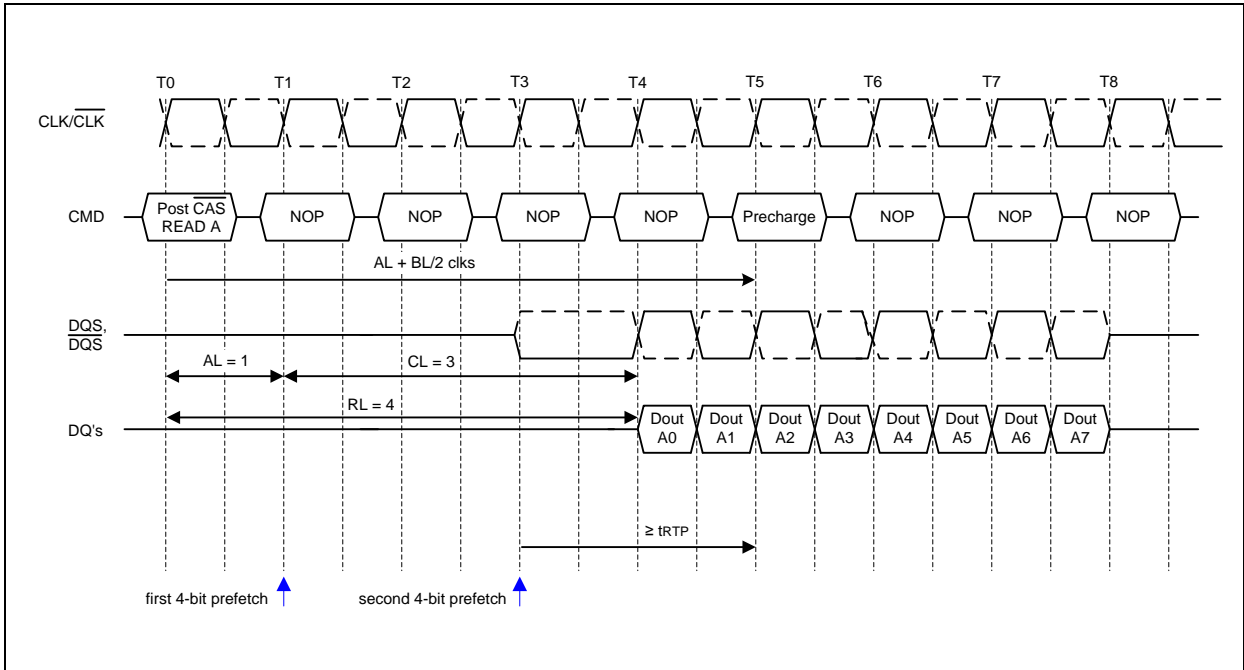 T0 T1 T2 T3 T4 T5 T6 T7 T8
CLK/C̅L̅K̅
CMD
Post C̅A̅S̅
READ A
NOP NOP NOP NOP Precharge NOP NOP NOP
AL + BL/2 clks
DQS,
D̅Q̅S̅
AL = 1 CL = 3
RL = 4
DQ's
Dout Dout Dout Dout Dout Dout Dout Dout
A0 A1 A2 A3 A4 A5 A6 A7
≥ tRTP
first 4-bit prefetch second 4-bit prefetch